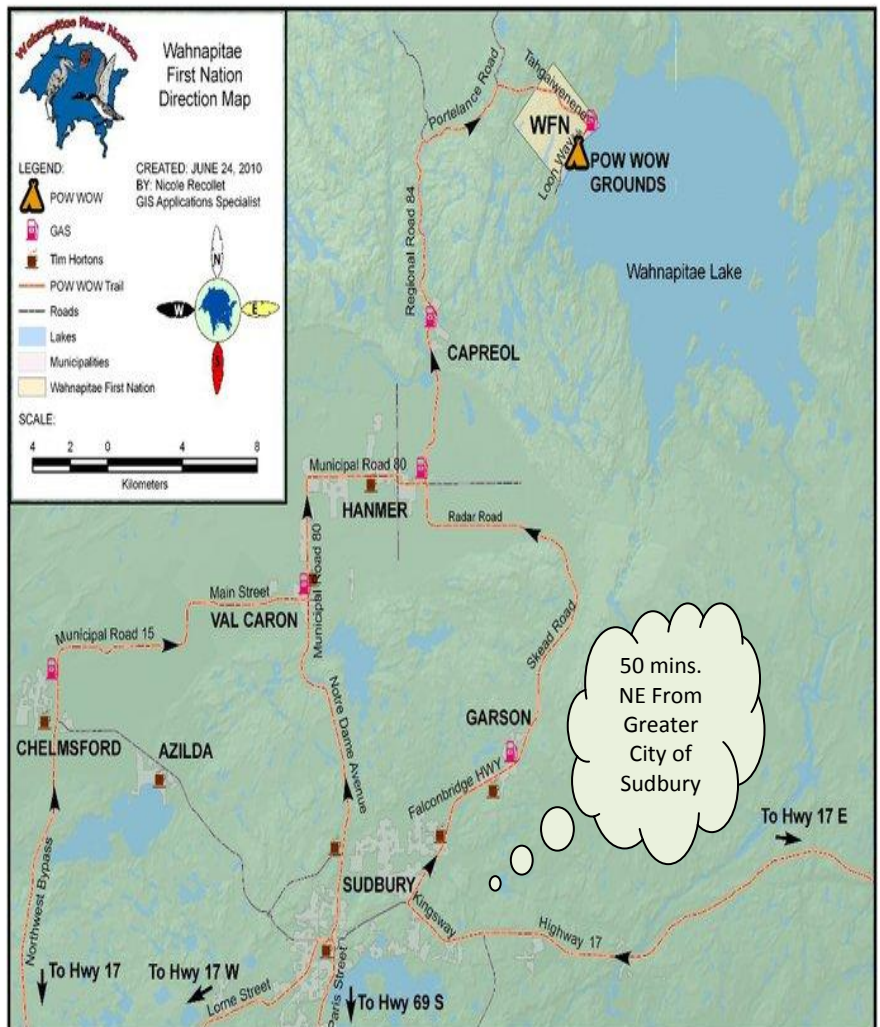 Wahnapitae First Nation
Wahnapitae
First Nation
Direction Map
LEGEND:
POW WOW
GAS
Tim Hortons
POW WOW Trail
Roads
Lakes
Municipalities
Wahnapitae First Nation
CREATED: JUNE 24, 2010
BY: Nicole Recollet
GIS Applications Specialist
N
W
E
S
SCALE:
4 2 0 4 8
Kilometers
Portelance Road
Tahgaiwenene
WFN
Loon Way
POW WOW
GROUNDS
Wahnapitae Lake
Regional Road 84
CAPREOL
Municipal Road 80
HANMER
Radar Road
Municipal Road 80
Main Street
VAL CARON
Municipal Road 15
Skead Road
50 mins.
NE From
Greater
City of
Sudbury
CHELMSFORD
AZILDA
Notre Dame Avenue
GARSON
Falconbridge HWY
To Hwy 17 E
Northwest Bypass
SUDBURY
Kingsway
Highway 17
To Hwy 17
To Hwy 17 W
Lorne Street
Paris Street
To Hwy 69 S